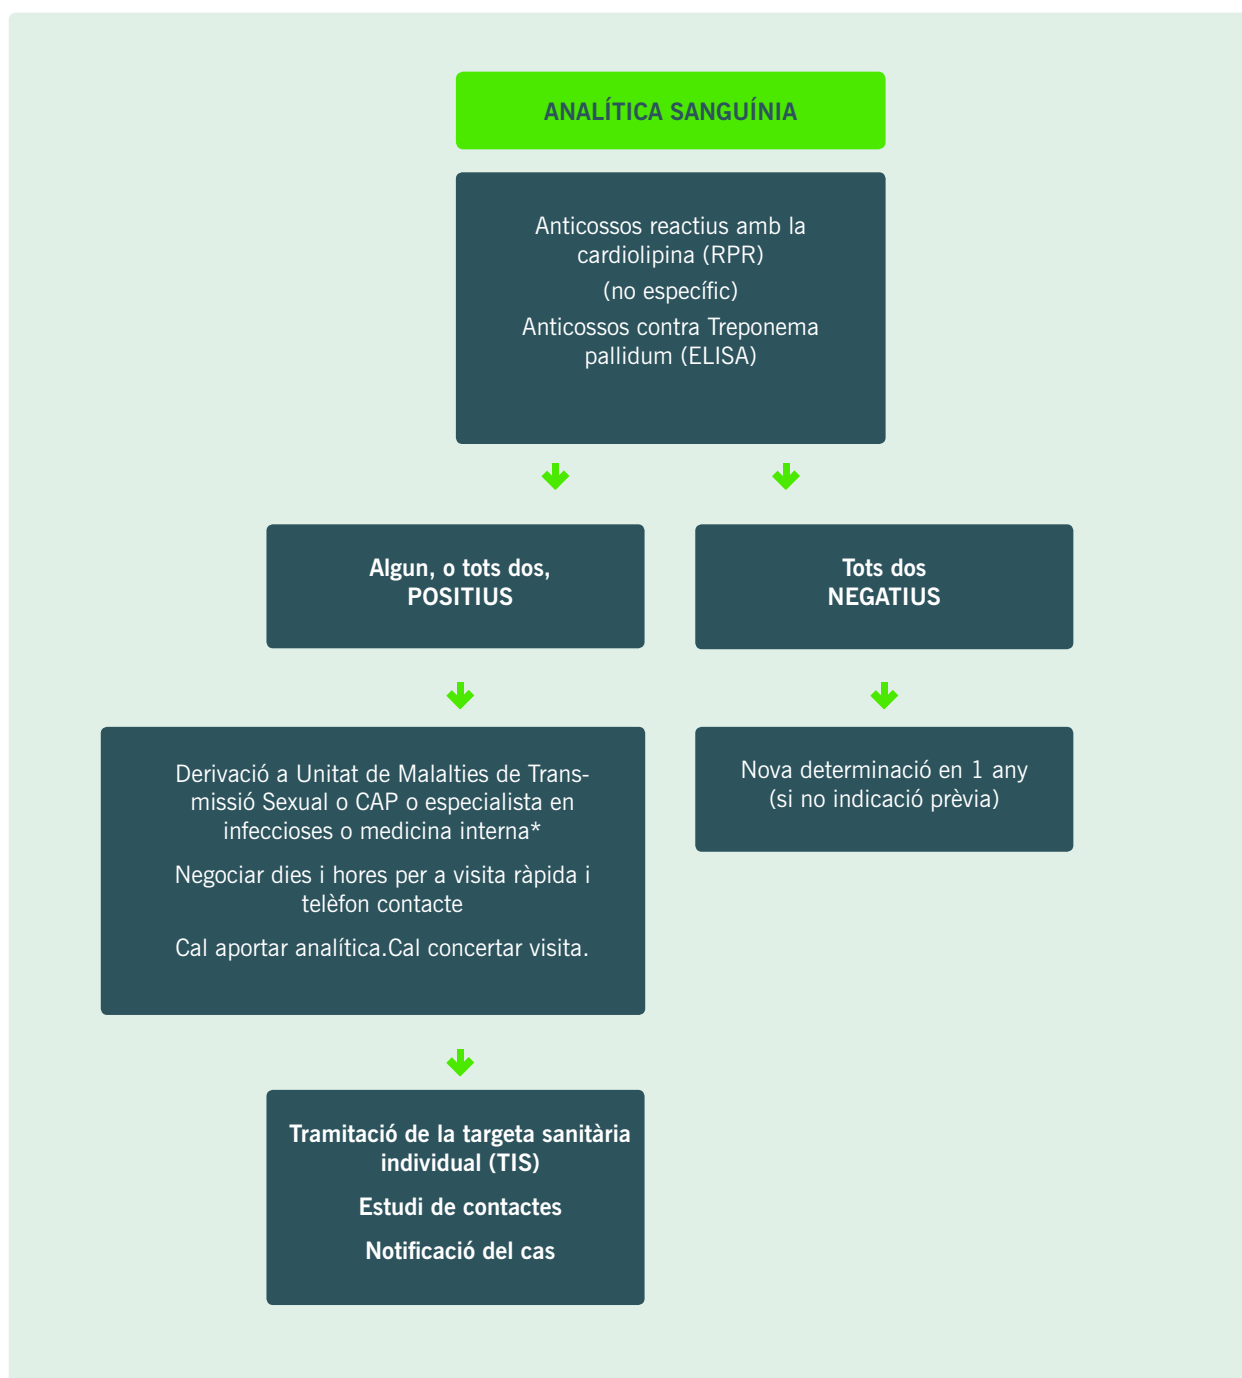 ANALÍTICA SANGUÍNIA
Anticossos reactius amb la
cardiolipina (RPR)
(no específic)
Anticossos contra Treponema
pallidum (ELISA)
Algun, o tots dos,
POSITIUS
Tots dos
NEGATIUS
Derivació a Unitat de Malalties de Trans-
missió Sexual o CAP o especialista en
infeccioses o medicina interna*
Negociar dies i hores per a visita ràpida i
telèfon contacte
Cal aportar analítica.Cal concertar visita.
Nova determinació en 1 any
(si no indicació prèvia)
Tramitació de la targeta sanitària
individual (TIS)
Estudi de contactes
Notificació del cas